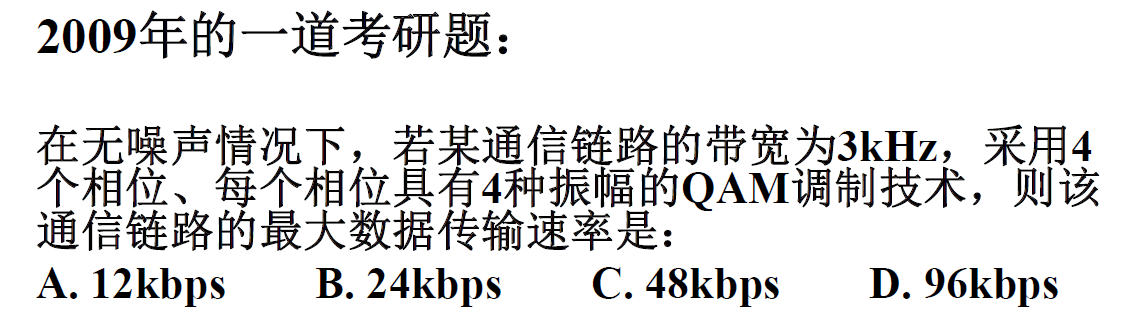 2009年的一道考研题：
在无噪声情况下，若某通信链路的带宽为3kHz，采用4
个相位、每个相位具有4种振幅的QAM调制技术，则该
通信链路的最大数据传输速率是：
A. 12kbps B. 24kbps C. 48kbps D. 96kbps